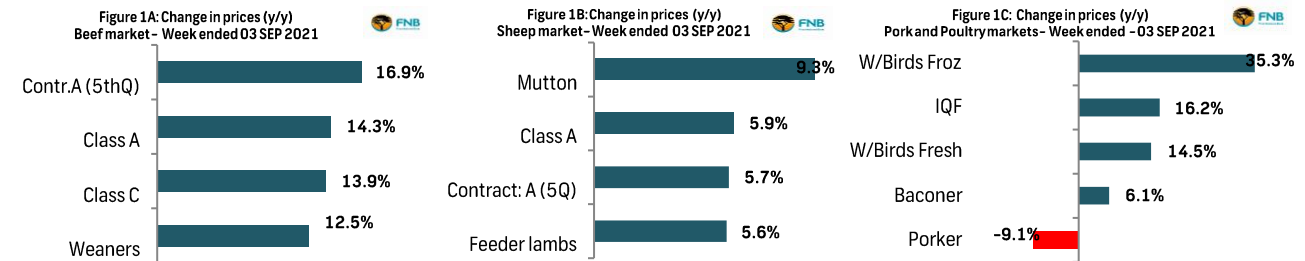 Figure 1A: Change in prices (y/y)
Beef market - Week ended 03 SEP 2021
FNB
Contr.A (5thQ)
16.9%
Class A
14.3%
Class C
13.9%
Weaners
12.5%
Figure 1B:Change in prices (y/y)
Sheep market - Week ended 03 SEP 2021
FNB
Mutton
9.3%
Class A
5.9%
Contract: A (5Q)
5.7%
Feeder lambs
5.6%
Figure 1C: Change in prices (y/y)
Pork and Poultry markets - Week ended - 03 SEP 2021
FNB
W/Birds Froz
35.3%
IQF
16.2%
W/Birds Fresh
14.5%
Baconer
6.1%
Porker
-9.1%